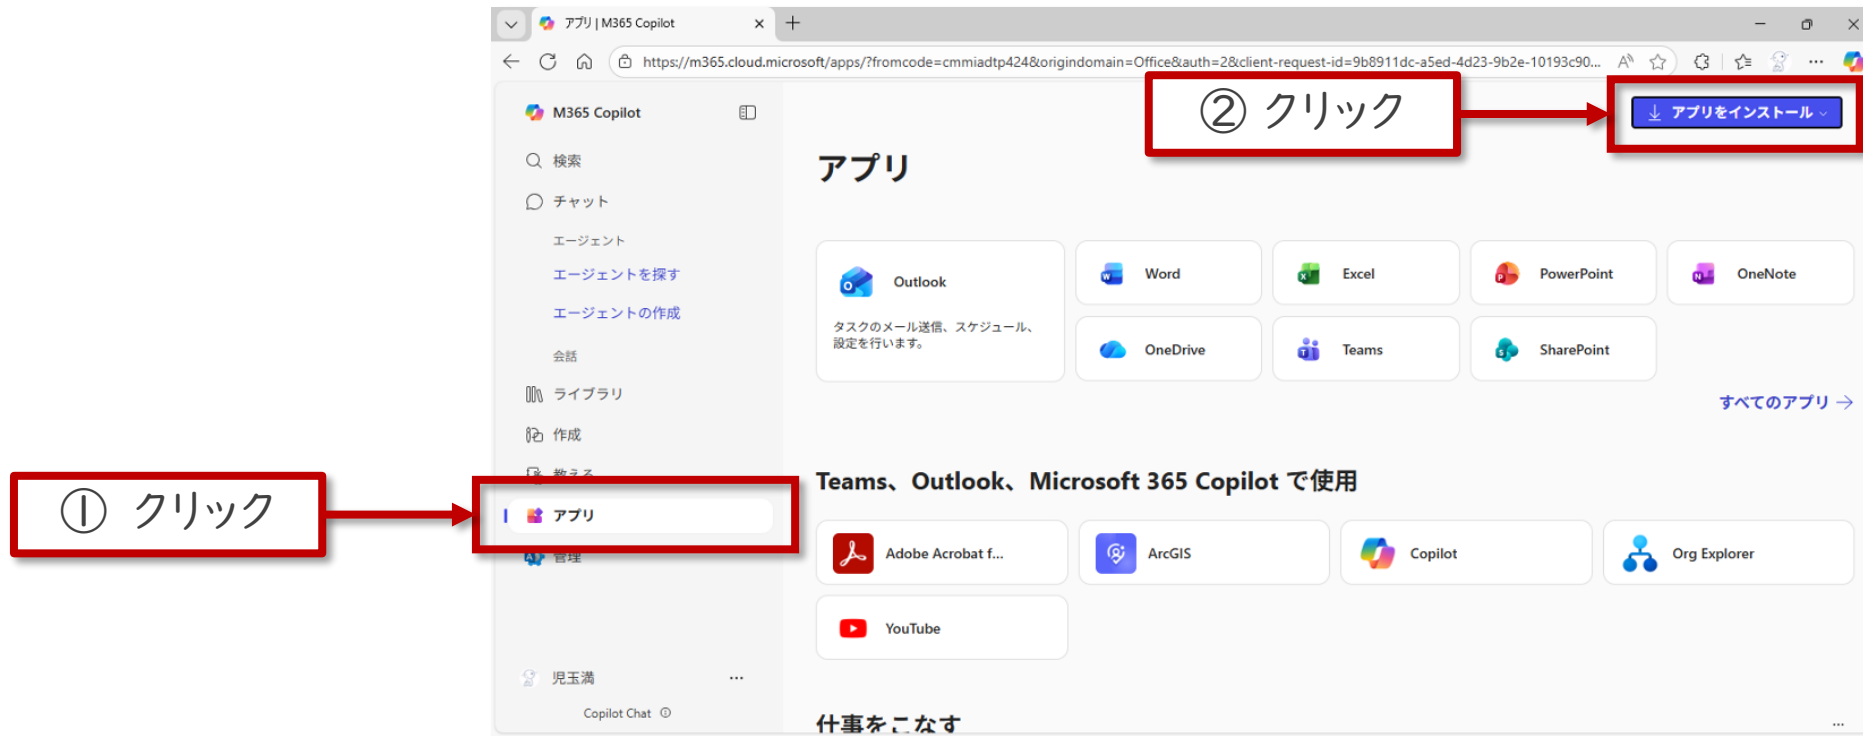 アプリ | M365 Copilot
https://m365.cloud.microsoft/apps/?fromcode=cmmiadtp424&origindomain=Office&auth=2&client-request-id=9b8911dc-a5ed-4d23-9b2e-10193c90...
M365 Copilot
検索
チャット
エージェント
エージェントを探す
エージェントの作成
会話
ライブラリ
作成
教える
アプリ
管理
児玉満
Copilot Chat
① クリック
② クリック
アプリをインストール
アプリ
Outlook
タスクのメール送信、スケジュール、
設定を行います。
Word
Excel
PowerPoint
OneNote
OneDrive
Teams
SharePoint
すべてのアプリ →
Teams、Outlook、Microsoft 365 Copilot で使用
Adobe Acrobat f...
ArcGIS
Copilot
Org Explorer
YouTube
仕事をこなす